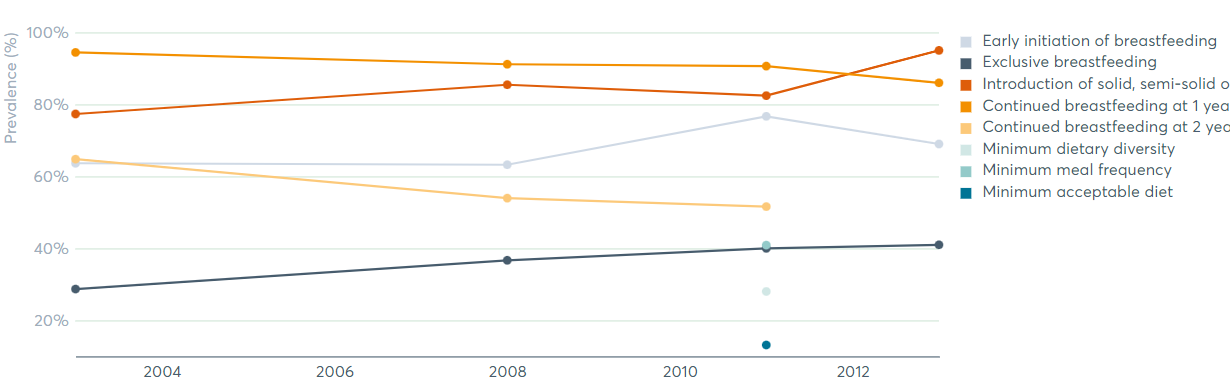 100%
80%
60%
40%
20%
Prevalence (%)
2004
2006
2008
2010
2012
Early initiation of breastfeeding
Exclusive breastfeeding
Introduction of solid, semi-solid o
Continued breastfeeding at 1 yea
Continued breastfeeding at 2 yea
Minimum dietary diversity
Minimum meal frequency
Minimum acceptable diet